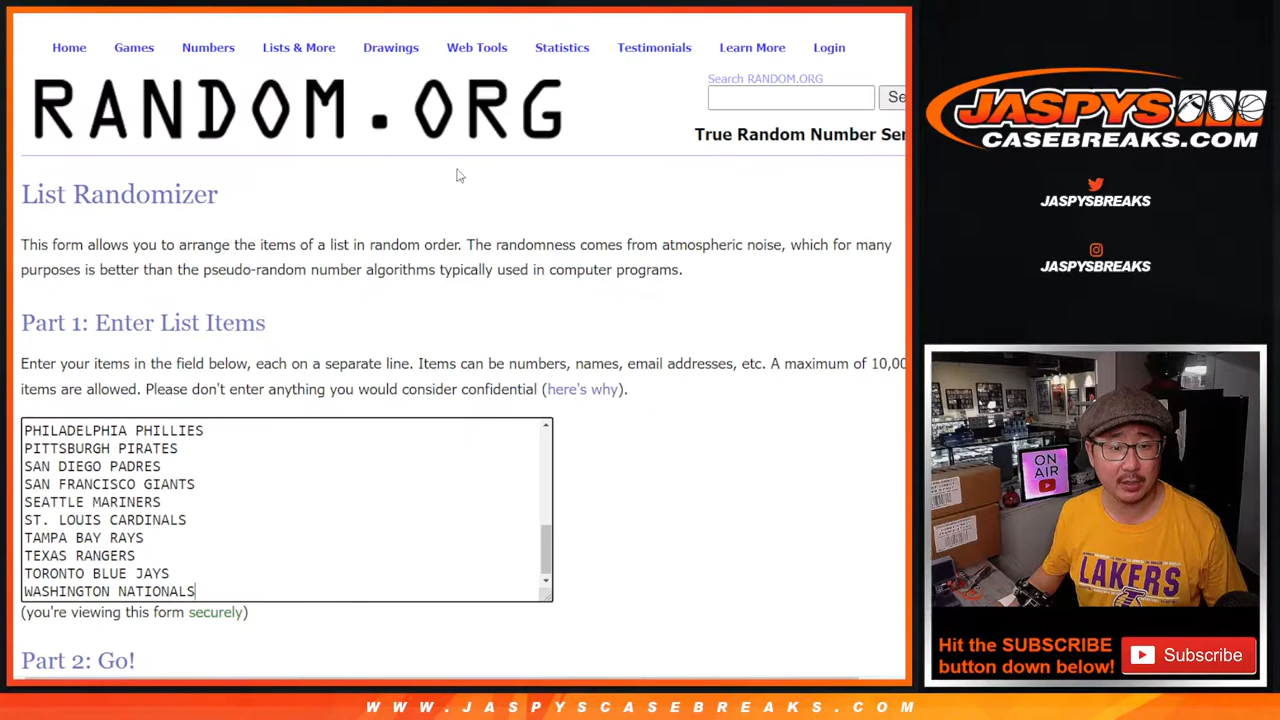 Home Games Numbers Lists & More Drawings Web Tools Statistics Testimonials Learn More Login
RANDOM.ORG
Search RANDOM.ORG
Se
True Random Number Ser
List Randomizer
This form allows you to arrange the items of a list in random order. The randomness comes from atmospheric noise, which for many
purposes is better than the pseudo-random number algorithms typically used in computer programs.
Part 1: Enter List Items
Enter your items in the field below, each on a separate line. Items can be numbers, names, email addresses, etc. A maximum of 10,00
items are allowed. Please don't enter anything you would consider confidential (here's why).
PHILADELPHIA PHILLIES
PITTSBURGH PIRATES
SAN DIEGO PADRES
SAN FRANCISCO GIANTS
SEATTLE MARINERS
ST. LOUIS CARDINALS
TAMPA BAY RAYS
TEXAS RANGERS
TORONTO BLUE JAYS
WASHINGTON NATIONALS
(you're viewing this form securely)
Part 2: Go!
JASPYS
CASEBREAKS.COM
JASPYSBREAKS
JASPYSBREAKS
ON
AIR
LAKERS
Hit the SUBSCRIBE
button down below!
Subscribe
WWW.JASPYSCASEBREAKS.COM